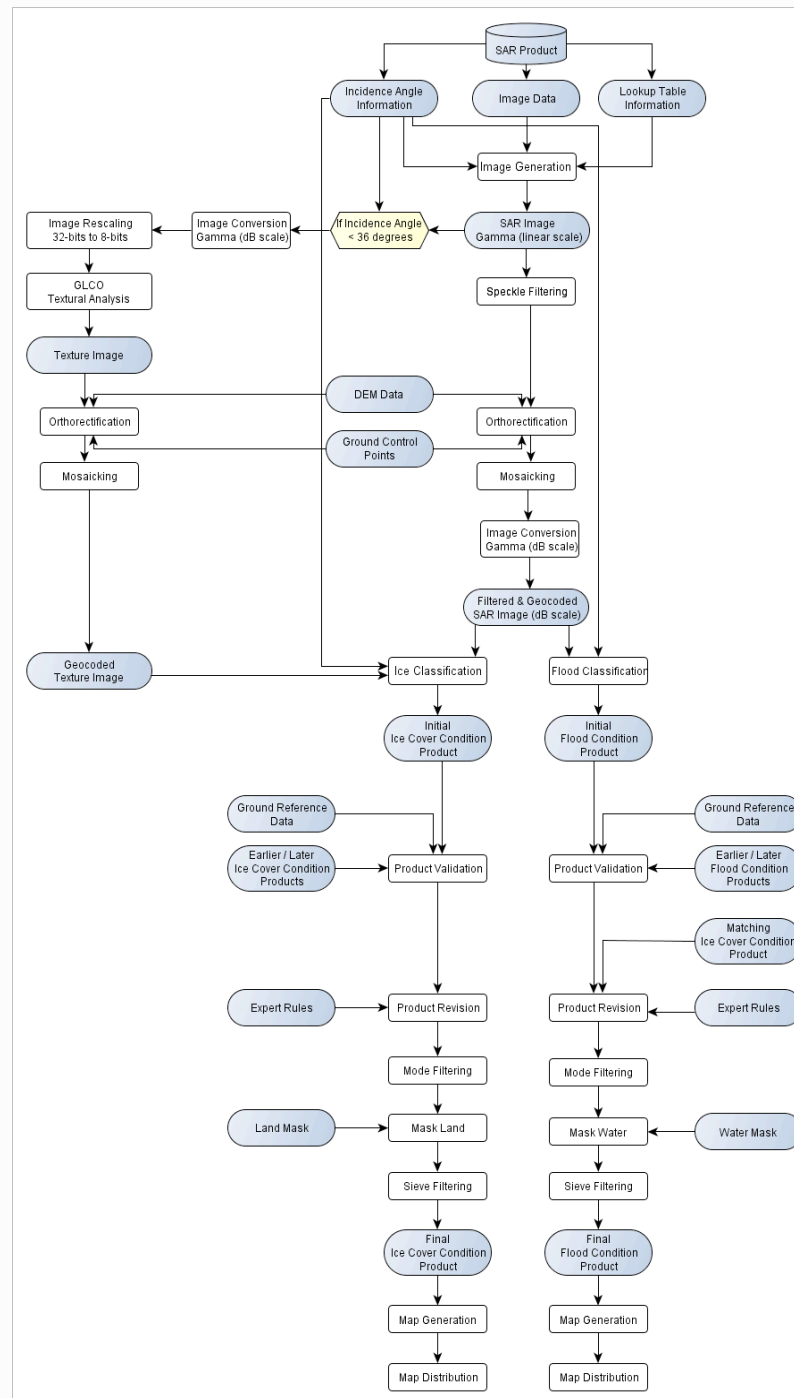 SAR Product
Incidence Angle
Information
Image Data
Lookup Table
Information
Image Generation
Image Rescaling
32-bits to 8-bits
Image Conversion
Gamma (dB scale)
If Incidence Angle
< 36 degrees
SAR Image
Gamma (linear scale)
GLCO
Textural Analysis
Speckle Filtering
Texture Image
DEM Data
Orthorectification
Orthorectification
Ground Control
Points
Mosaicking
Mosaicking
Image Conversion
Gamma (dB scale)
Filtered & Geocoded
SAR Image (dB scale)
Geocoded
Texture Image
Ice Classification
Flood Classification
Initial
Ice Cover Condition
Product
Initial
Flood Condition
Product
Ground Reference
Data
Ground Reference
Data
Earlier / Later
Ice Cover Condition
Products
Product Validation
Product Validation
Earlier / Later
Flood Condition
Products
Matching
Ice Cover Condition
Product
Expert Rules
Product Revision
Product Revision
Expert Rules
Mode Filtering
Mode Filtering
Land Mask
Mask Land
Mask Water
Water Mask
Sieve Filtering
Sieve Filtering
Final
Ice Cover Condition
Product
Final
Flood Condition
Product
Map Generation
Map Generation
Map Distribution
Map Distribution